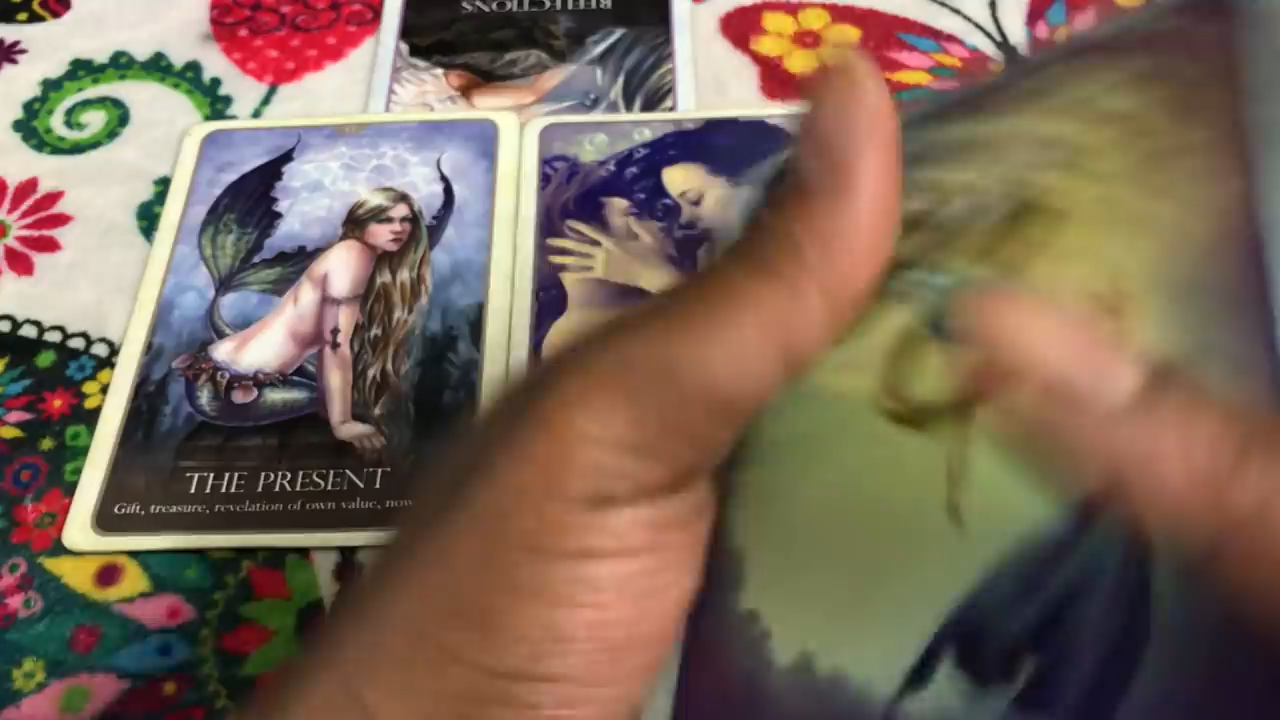 REFLECTIONS
THE PRESENT
Gift, treasure, revelation of own value, now